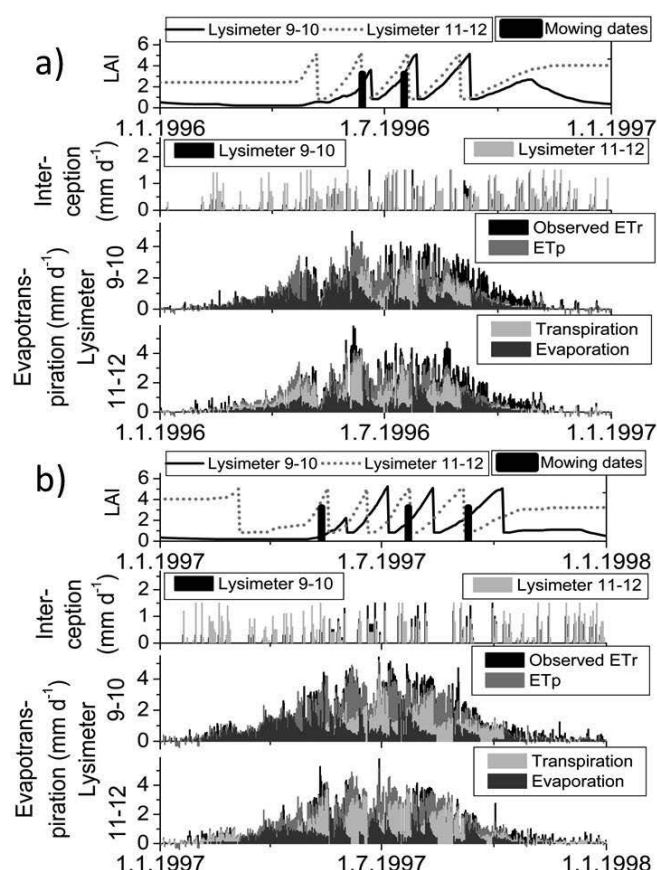 a)
Lysimeter 9-10 Lysimeter 11-12 Mowing dates
LAI
6
4
2
0
1.1.1996 1.7.1996 1.1.1997
Lysimeter 9-10 Lysimeter 11-12
Inter-
ception
(mm d-1)
2
1
0
Observed ETr
ETp
Evapotrans-
piration (mm d-1)
Lysimeter
9-10
4
2
0
Transpiration
Evaporation
11-12
4
2
0
1.1.1996 1.7.1996 1.1.1997
b)
Lysimeter 9-10 Lysimeter 11-12 Mowing dates
LAI
6
4
2
0
1.1.1997 1.7.1997 1.1.1998
Lysimeter 9-10 Lysimeter 11-12
Inter-
ception
(mm d-1)
2
1
0
Observed ETr
ETp
Evapotrans-
piration (mm d-1)
Lysimeter
9-10
4
2
0
Transpiration
Evaporation
11-12
4
2
0
1.1.1997 1.7.1997 1.1.1998